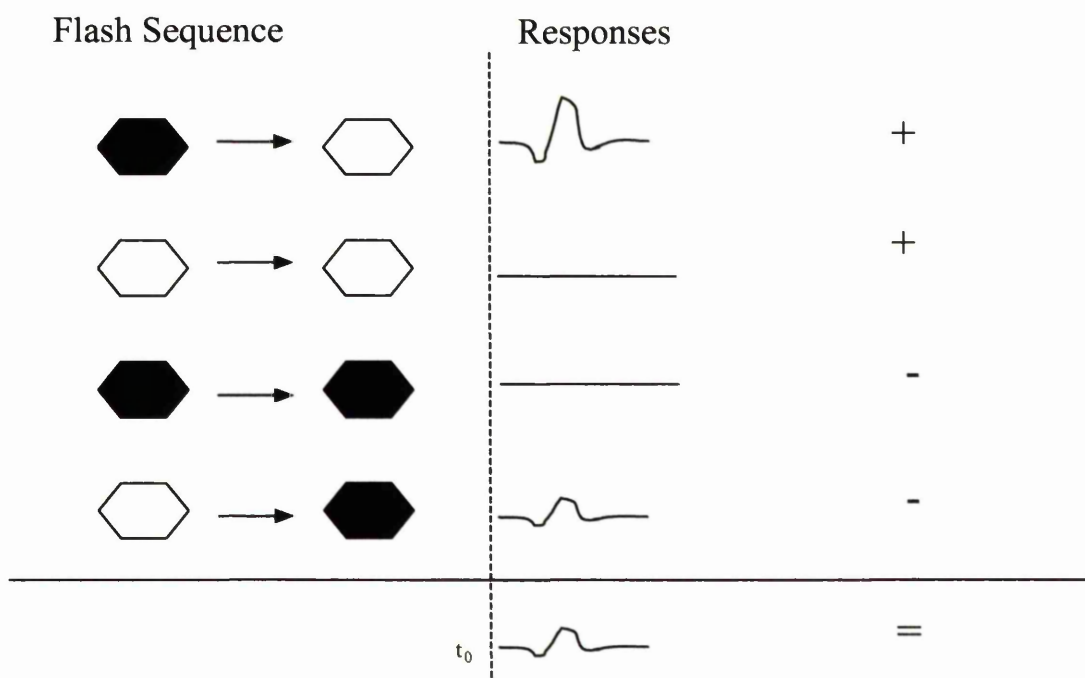 Flash Sequence Responses
+
+
-
-
t₀ =